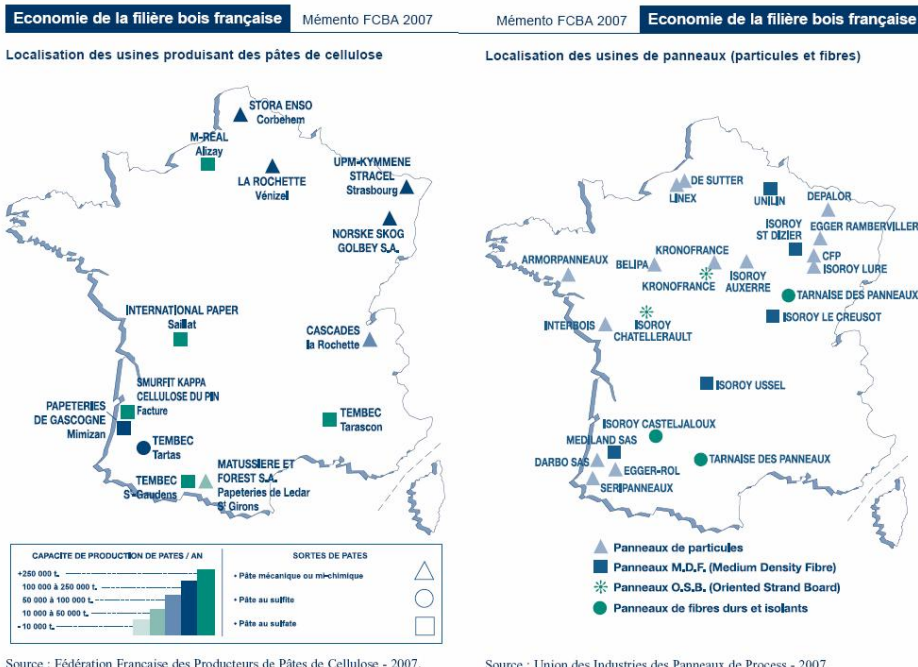 Economie de la filière bois française
Mémento FCBA 2007
Localisation des usines produisant des pâtes de cellulose
STORA ENSO
Corbehem
M-RÉAL
Alizay
LA ROCHETTE
Vénizel
UPM-KYMMENE
STRACEL
Strasbourg
NORSKE SKOG
GOLBEY S.A.
INTERNATIONAL PAPER
Saillat
CASCADES
la Rochette
SMURFIT KAPPA
CELLULOSE DU PIN
Facture
PAPETERIES
DE GASCOGNE
Mimizan
TEMBEC
Tartas
TEMBEC
Tarascon
TEMBEC
St-Gaudens
MATUSSIERE ET
FOREST S.A.
Papeteries de Ledar
St Girons
CAPACITE DE PRODUCTION DE PATES / AN
+250 000 t.
100 000 à 250 000 t.
50 000 à 100 000 t.
10 000 à 50 000 t.
- 10 000 t.
SORTES DE PATES
• Pâte mécanique ou mi-chimique
• Pâte au sulfite
• Pâte au sulfate
Source : Fédération Française des Producteurs de Pâtes de Cellulose - 2007.
Mémento FCBA 2007
Economie de la filière bois française
Localisation des usines de panneaux (particules et fibres)
DE SUTTER
LINEX
UNILIN
DEPALOR
EGGER RAMBERVILLER
ISOROY
ST DIZIER
CFP
ISOROY LURE
ARMORPANNEAUX
BELIPA
KRONOFRANCE
KRONOFRANCE
ISOROY
AUXERRE
TARNAISE DES PANNEAUX
ISOROY LE CREUSOT
INTERBOIS
ISOROY
CHATELLERAULT
ISOROY USSEL
ISOROY CASTELJALOUX
MEDILAND SAS
DARBO SAS
EGGER-ROL
SERIPANNEAUX
TARNAISE DES PANNEAUX
Panneaux de particules
Panneaux M.D.F. (Medium Density Fibre)
Panneaux O.S.B. (Oriented Strand Board)
Panneaux de fibres durs et isolants
Source : Union des Industries des Panneaux de Process - 2007